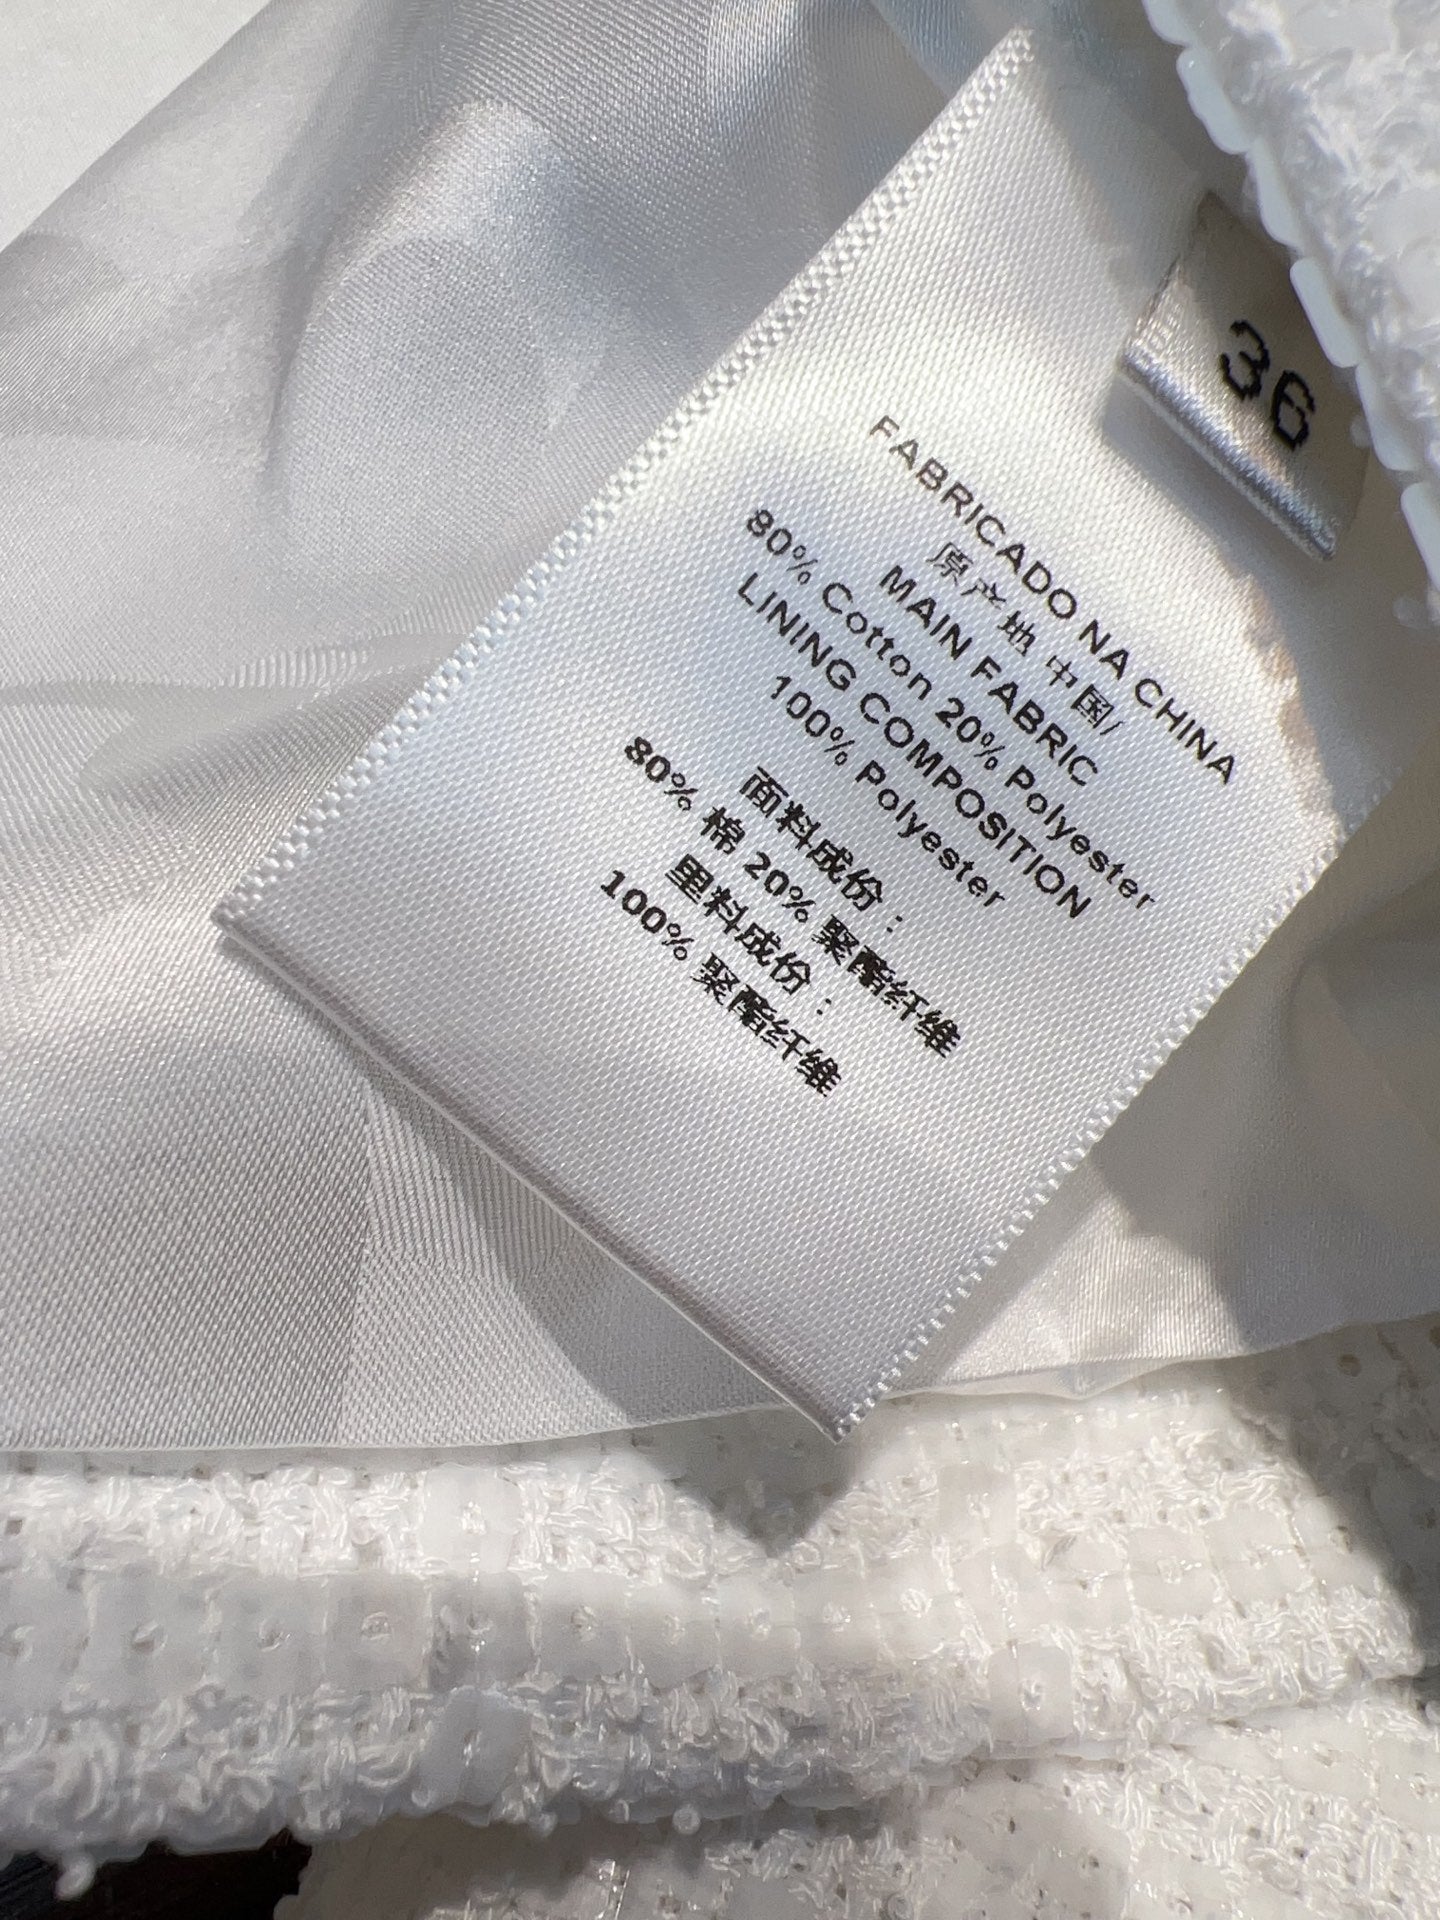 36
FABRICADO NA CHINA
原产地 中国/
MAIN FABRIC
80% Cotton 20% Polyester
LINING COMPOSITION
100% Polyester
面料成份：
80% 棉 20% 聚酯纤维
里料成份：
100% 聚酯纤维